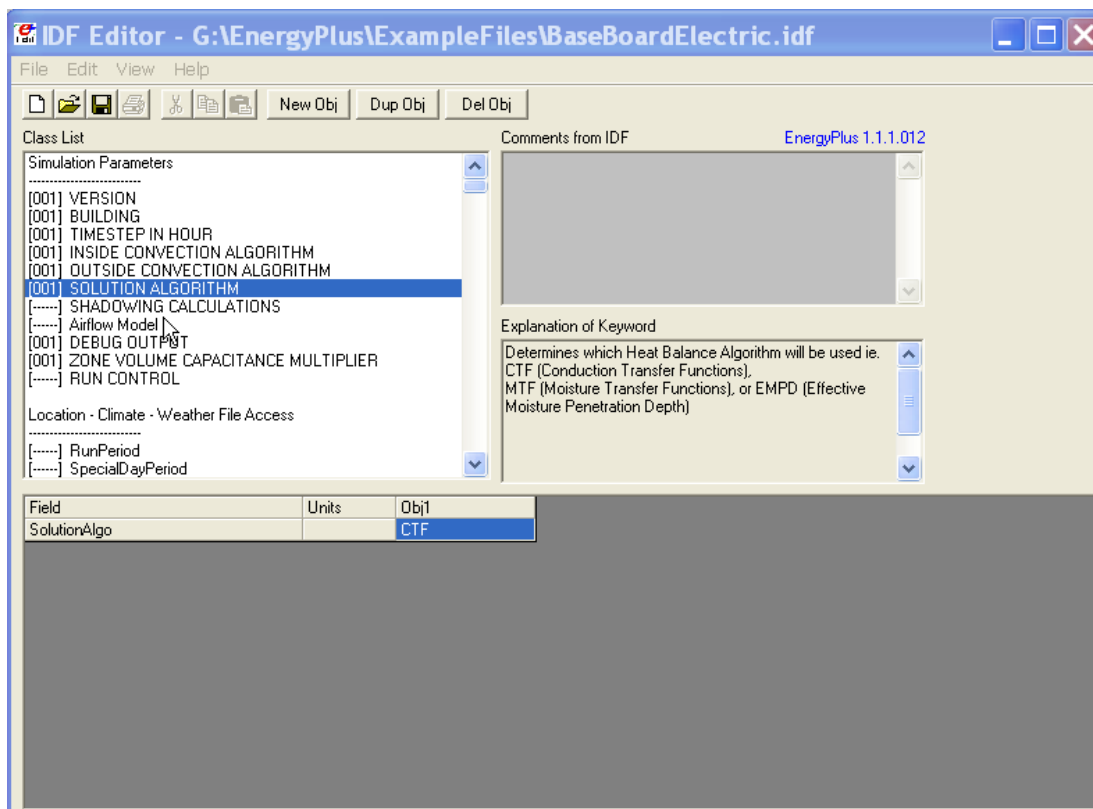 IDF Editor - G:\EnergyPlus\ExampleFiles\BaseBoardElectric.idf
File Edit View Help
New Obj Dup Obj Del Obj
Class List
Simulation Parameters
---------------------------
[001] VERSION
[001] BUILDING
[001] TIMESTEP IN HOUR
[001] INSIDE CONVECTION ALGORITHM
[001] OUTSIDE CONVECTION ALGORITHM
[001] SOLUTION ALGORITHM
[------] SHADOWING CALCULATIONS
[------] Airflow Model
[001] DEBUG OUTPUT
[001] ZONE VOLUME CAPACITANCE MULTIPLIER
[------] RUN CONTROL
Location - Climate - Weather File Access
---------------------------
[------] RunPeriod
[------] SpecialDayPeriod
Comments from IDF EnergyPlus 1.1.1.012
Explanation of Keyword
Determines which Heat Balance Algorithm will be used ie.
CTF (Conduction Transfer Functions),
MTF (Moisture Transfer Functions), or EMPD (Effective
Moisture Penetration Depth)
Field Units Obj1
SolutionAlgo CTF